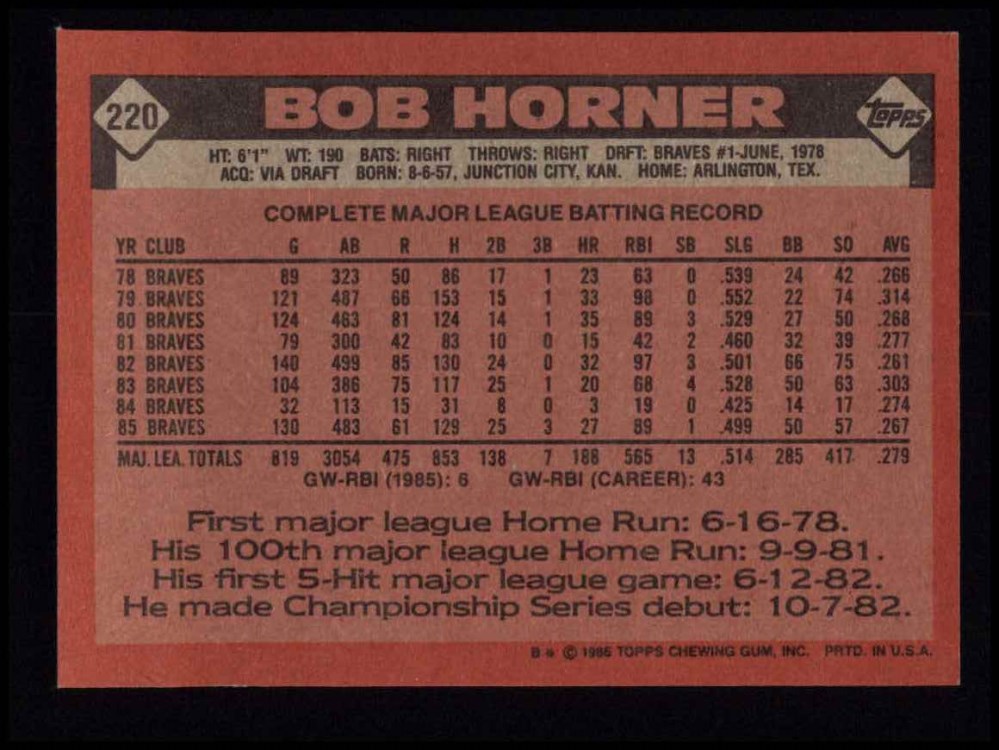 220 BOB HORNER Topps
HT: 6'1" WT: 190 BATS: RIGHT THROWS: RIGHT DRFT: BRAVES #1-JUNE, 1978
ACQ: VIA DRAFT BORN: 8-6-57, JUNCTION CITY, KAN. HOME: ARLINGTON, TEX.
COMPLETE MAJOR LEAGUE BATTING RECORD
YR CLUB G AB R H 2B 3B HR RBI SB SLG BB SO AVG
78 BRAVES 89 323 50 86 17 1 23 63 0 .539 24 42 .266
79 BRAVES 121 487 66 153 15 1 33 98 0 .552 22 74 .314
80 BRAVES 124 463 81 124 14 1 35 89 3 .529 27 50 .268
81 BRAVES 79 300 42 83 10 0 15 42 2 .460 32 39 .277
82 BRAVES 140 499 85 130 24 0 32 97 3 .501 66 75 .261
83 BRAVES 104 386 75 117 25 1 20 68 4 .528 50 63 .303
84 BRAVES 32 113 15 31 8 0 3 19 0 .425 14 17 .274
85 BRAVES 130 483 61 129 25 3 27 89 1 .499 50 57 .267
MAJ. LEA. TOTALS 819 3054 475 853 138 7 188 565 13 .514 285 417 .279
GW-RBI (1985): 6 GW-RBI (CAREER): 43
First major league Home Run: 6-16-78.
His 100th major league Home Run: 9-9-81.
His first 5-Hit major league game: 6-12-82.
He made Championship Series debut: 10-7-82.
B* © 1986 TOPPS CHEWING GUM, INC. PRTD. IN U.S.A.